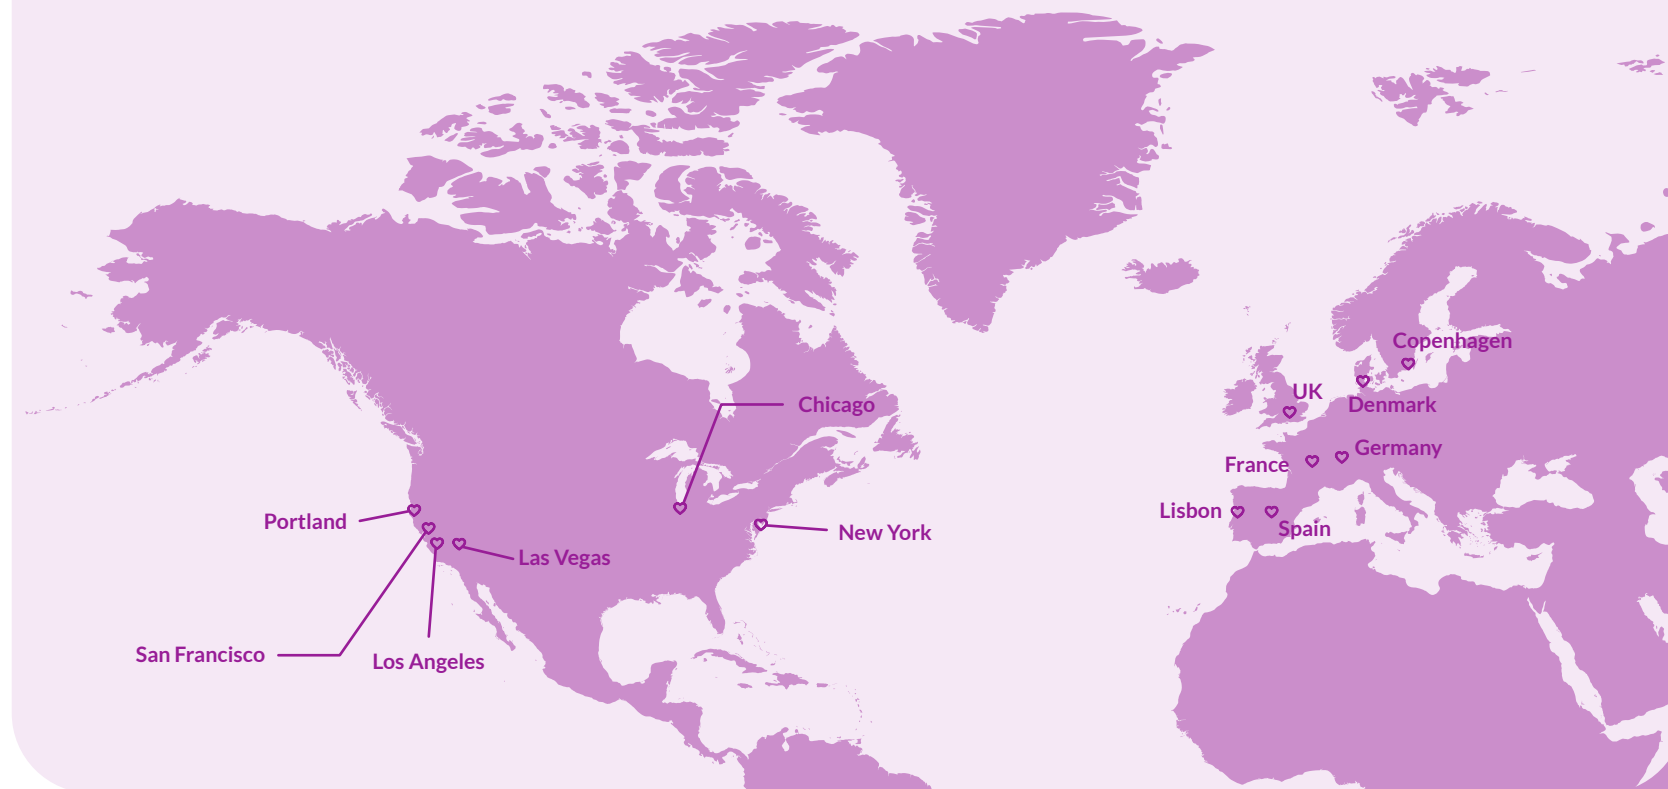 Copenhagen
UK
Chicago
Denmark
Germany
France
Lisbon
Portland
Spain
New York
Las Vegas
San Francisco
Los Angeles